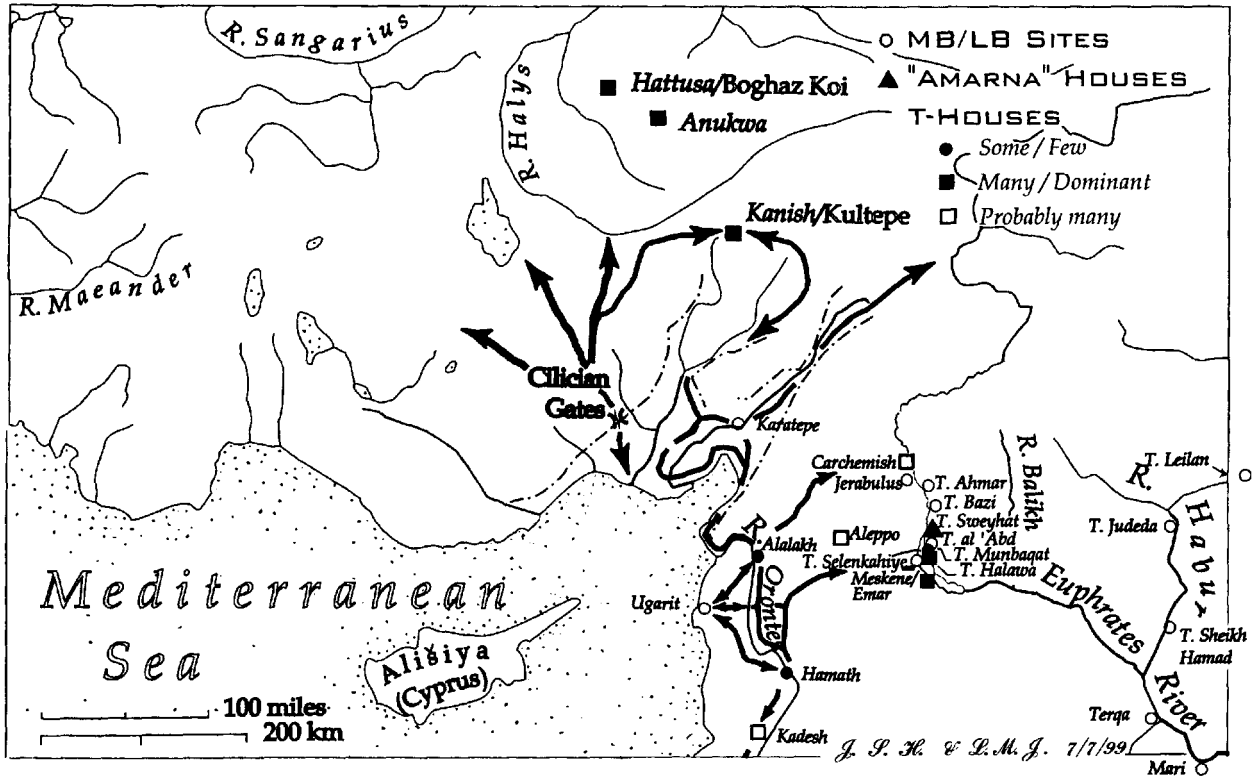 R. Sangarius
MB/LB SITES
"AMARNA" HOUSES
T-HOUSES
Some / Few
Many / Dominant
Probably many
R. Halys
Hattusa/Boghaz Koi
Anukwa
Kanish/Kultepe
R. Maeander
Cilician
Gates
Karatepe
Carchemish
Jerabulus
T. Ahmar
T. Bazi
T. Sweyhat
T. al 'Abd
T. Munbaqat
T. Halawa
R. Balikh
T. Leilan
R. Habur
T. Judeda
Aleppo
Alalakh
T. Selenkahiye
Meskene/
Emar
R. Orontes
Euphrates
River
Ugarit
Mediterranean
Sea
Ališiya
(Cyprus)
T. Sheikh
Hamad
Hamath
Terqa
Kadesh
Mari
100 miles
200 km
J. S. H. & L. M. J. 7/7/99